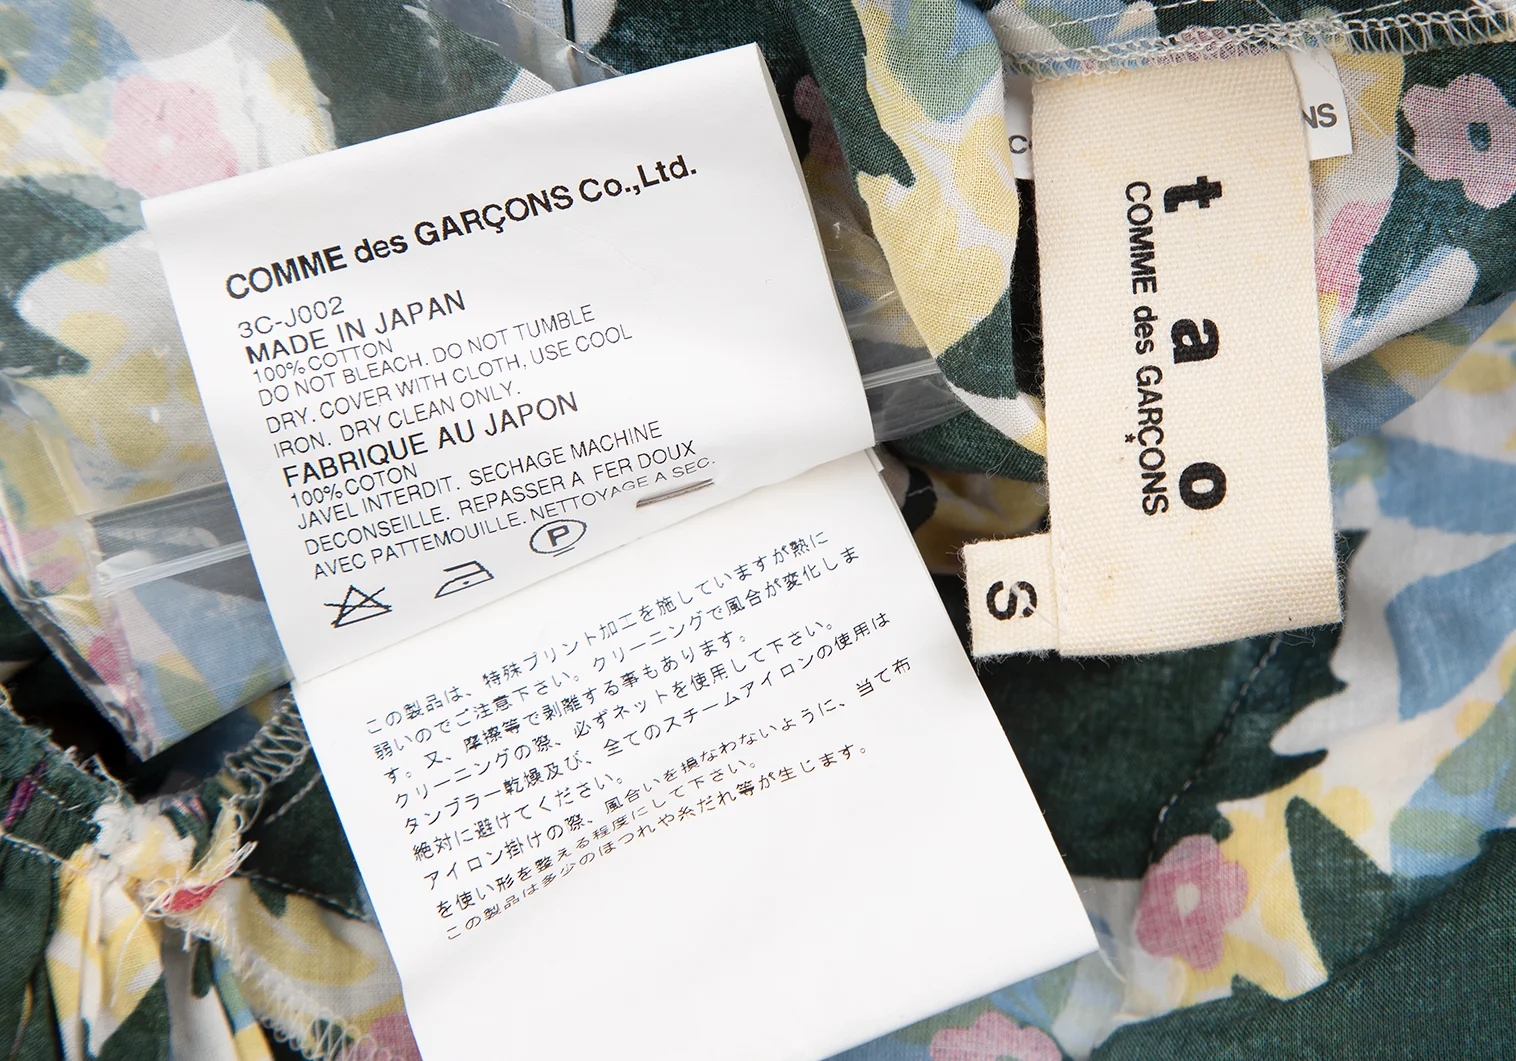 COMME des GARÇONS Co.,Ltd.
3C-J002
MADE IN JAPAN
100% COTTON
DO NOT BLEACH. DO NOT TUMBLE
DRY. COVER WITH CLOTH, USE COOL
IRON. DRY CLEAN ONLY.
FABRIQUE AU JAPON
100% COTON
JAVEL INTERDIT. SECHAGE MACHINE
DECONSEILLE. REPASSER A FER DOUX
AVEC PATTEMOUILLE. NETTOYAGE A SEC.
P
この製品は、特殊プリント加工を施していますが熱に
弱いのでご注意下さい。クリーニングで風合が変化しま
す。又、摩擦等で剥離する事もあります。
クリーニングの際、必ずネットを使用して下さい。
タンブラー乾燥及び、全てのスチームアイロンの使用は
絶対に避けてください。
アイロン掛けの際、風合いを損なわないように、当て布
を使い形を整える程度にして下さい。
この製品は多少のほつれや糸だれ等が生じます。
tao
COMME des GARÇONS
S
C
NS